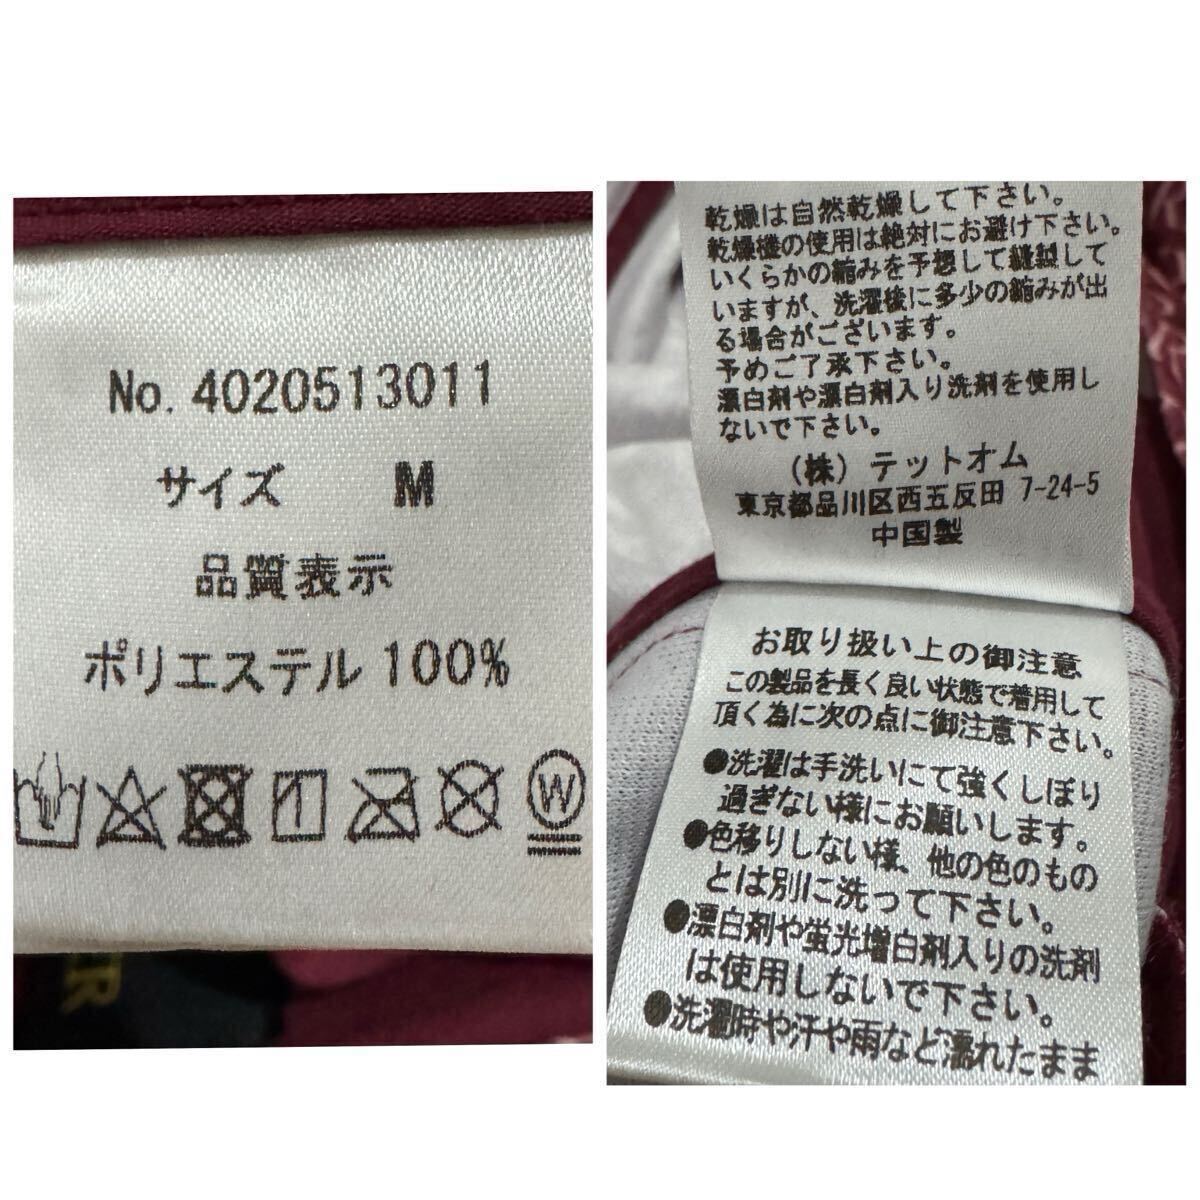 No. 4020513011
サイズ M
品質表示
ポリエステル 100%
W
乾燥は自然乾燥して下さい。
乾燥機の使用は絶対にお避け下さい。
いくらかの縮みを予想して縫製して
いますが、洗濯後に多少の縮みが出
る場合がございます。
予めご了承下さい。
漂白剤や漂白剤入り洗剤を使用し
ないで下さい。
(株) テットオム
東京都品川区西五反田 7-24-5
中国製
お取り扱い上の御注意
この製品を長く良い状態で着用して
頂く為に次の点に御注意下さい。
●洗濯は手洗いにて強くしぼり
過ぎない様にお願いします。
●色移りしない様、他の色のもの
とは別に洗って下さい。
●漂白剤や蛍光増白剤入りの洗剤
は使用しないで下さい。
●洗濯時や汗や雨など濡れたまま